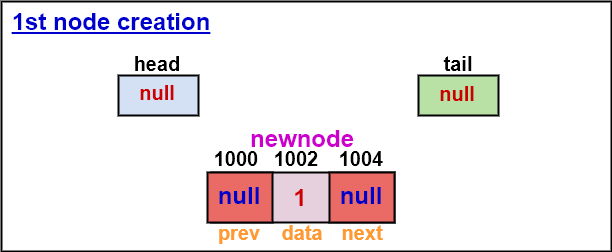 1st node creation
head tail
null null
newnode
1000 1002 1004
null 1 null
prev data next